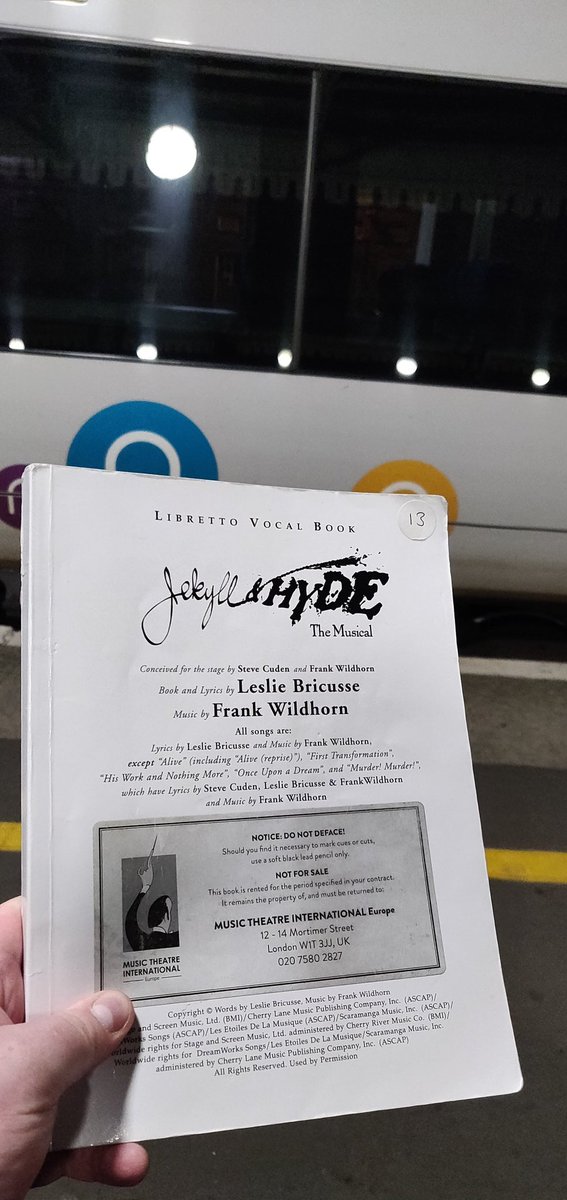 LIBRETTO VOCAL BOOK
13
Jekyll & HYDE
The Musical
Conceived for the stage by Steve Cuden and Frank Wildhorn
Book and Lyrics by Leslie Bricusse
Music by Frank Wildhorn
All songs are:
Lyrics by Leslie Bricusse and Music by Frank Wildhorn,
except "Alive" (including "Alive (reprise)"), "First Transformation",
"His Work and Nothing More", "Once Upon a Dream", and "Murder! Murder!",
which have Lyrics by Steve Cuden, Leslie Bricusse & FrankWildhorn
and Music by Frank Wildhorn
NOTICE: DO NOT DEFACE!
Should you find it necessary to mark cues or cuts,
use a soft black lead pencil only.
NOT FOR SALE
This book is rented for the period specified in your contract.
It remains the property of, and must be returned to:
MUSIC THEATRE INTERNATIONAL Europe
12 - 14 Mortimer Street
London W1T 3JJ, UK
020 7580 2827
MUSIC THEATRE
INTERNATIONAL
Europe
Copyright © Words by Leslie Bricusse, Music by Frank Wildhorn
and Screen Music, Ltd. (BMI)/Cherry Lane Music Publishing Company, Inc. (ASCAP)/
Songs (ASCAP)/Les Etoiles De La Musique (ASCAP)/Scaramanga Music, Inc. (ASCAP)/
rights for Stage and Screen Music, Ltd. administered by Cherry River Music Co. (BMI)/
Worldwide rights for DreamWorks Songs/Les Etoiles De La Musique/Scaramanga Music, Inc.
administered by Cherry Lane Music Publishing Company, Inc. (ASCAP)
All Rights Reserved. Used by Permission